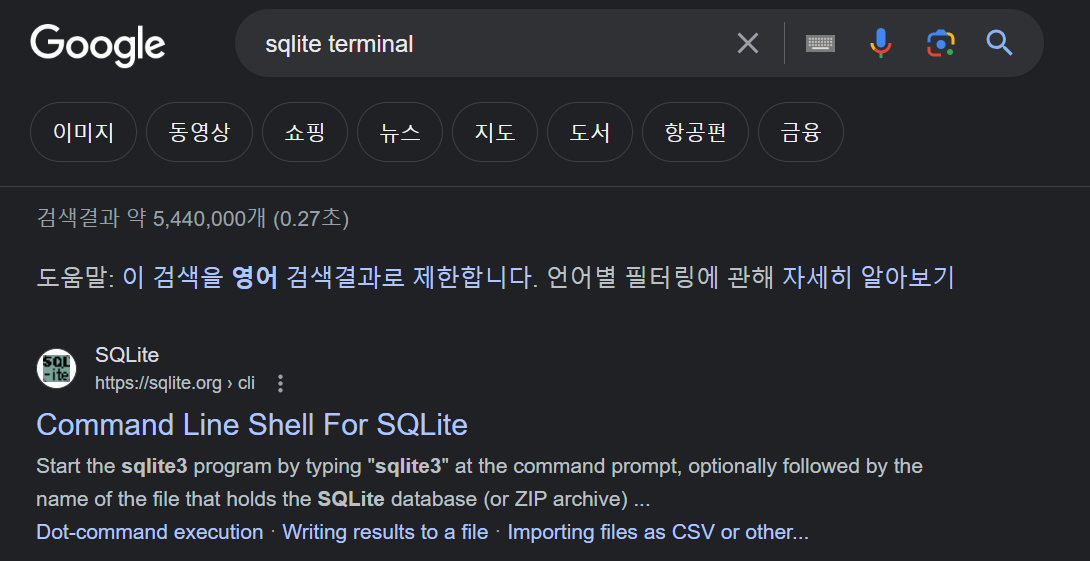 Google sqlite terminal
이미지 동영상 쇼핑 뉴스 지도 도서 항공편 금융
검색결과 약 5,440,000개 (0.27초)
도움말: 이 검색을 영어 검색결과로 제한합니다. 언어별 필터링에 관해 자세히 알아보기
SQL
-ite
SQLite
https://sqlite.org › cli
Command Line Shell For SQLite
Start the sqlite3 program by typing "sqlite3" at the command prompt, optionally followed by the
name of the file that holds the SQLite database (or ZIP archive) ...
Dot-command execution · Writing results to a file · Importing files as CSV or other...